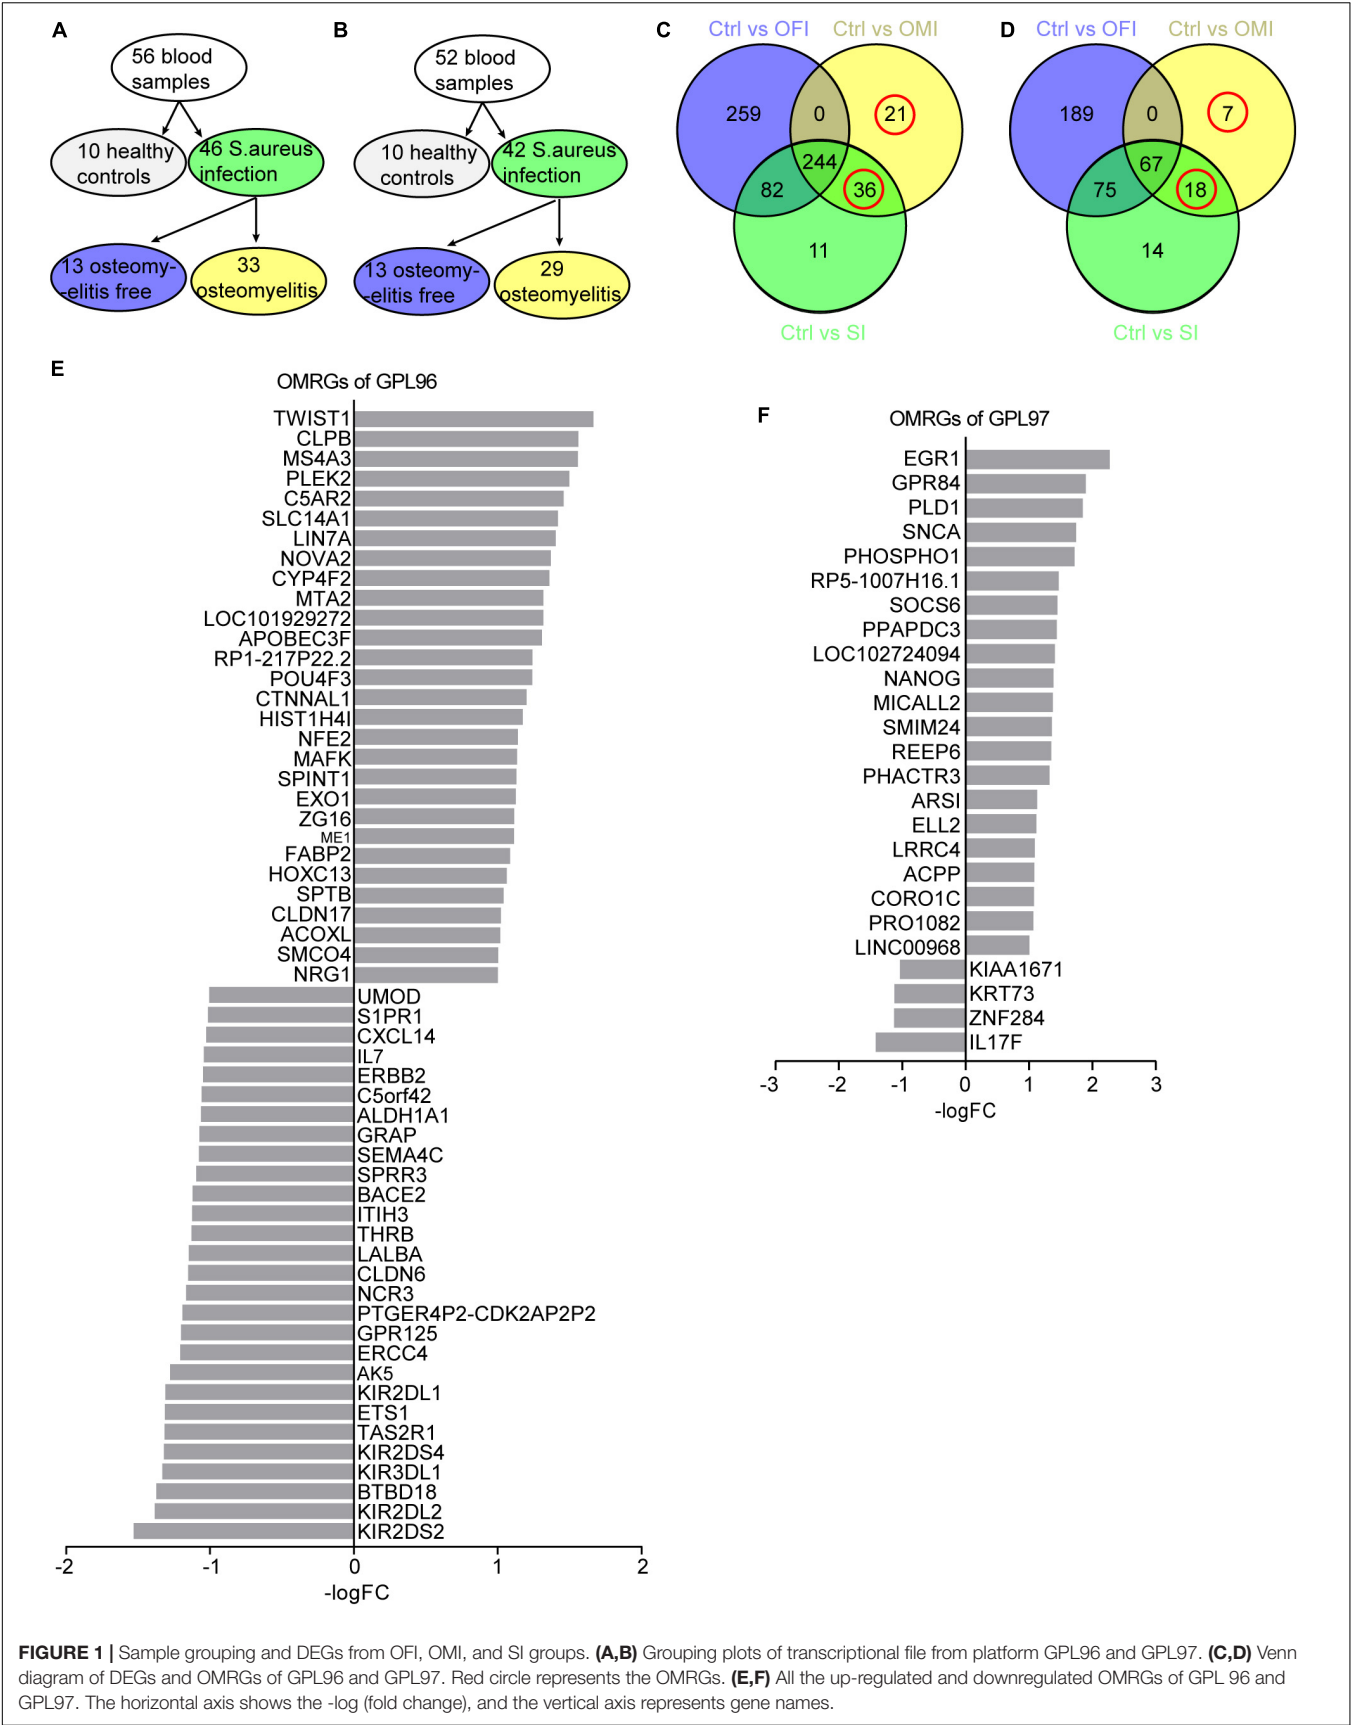 A
56 blood
samples
10 healthy
controls
46 S.aureus
infection
13 osteomy-
-elitis free
33
osteomyelitis
B
52 blood
samples
10 healthy
controls
42 S.aureus
infection
13 osteomy-
-elitis free
29
osteomyelitis
C
Ctrl vs OFI
Ctrl vs OMI
259
0
21
244
82
36
11
Ctrl vs SI
D
Ctrl vs OFI
Ctrl vs OMI
189
0
7
67
75
18
14
Ctrl vs SI
E
OMRGs of GPL96
TWIST1
CLPB
MS4A3
PLEK2
C5AR2
SLC14A1
LIN7A
NOVA2
CYP4F2
MTA2
LOC101929272
APOBEC3F
RP1-217P22.2
POU4F3
CTNNAL1
HIST1H4I
NFE2
MAFK
SPINT1
EXO1
ZG16
ME1
FABP2
HOXC13
SPTB
CLDN17
ACOXL
SMCO4
NRG1
UMOD
S1PR1
CXCL14
IL7
ERBB2
C5orf42
ALDH1A1
GRAP
SEMA4C
SPRR3
BACE2
ITIH3
THRB
LALBA
CLDN6
NCR3
PTGER4P2-CDK2AP2P2
GPR125
ERCC4
AK5
KIR2DL1
ETS1
TAS2R1
KIR2DS4
KIR3DL1
BTBD18
KIR2DL2
KIR2DS2
-2 -1 0 1 2
-logFC
F
OMRGs of GPL97
EGR1
GPR84
PLD1
SNCA
PHOSPHO1
RP5-1007H16.1
SOCS6
PPAPDC3
LOC102724094
NANOG
MICALL2
SMIM24
REEP6
PHACTR3
ARSI
ELL2
LRRC4
ACPP
CORO1C
PRO1082
LINC00968
KIAA1671
KRT73
ZNF284
IL17F
-3 -2 -1 0 1 2 3
-logFC
FIGURE 1 | Sample grouping and DEGs from OFI, OMI, and SI groups. (A,B) Grouping plots of transcriptional file from platform GPL96 and GPL97. (C,D) Venn
diagram of DEGs and OMRGs of GPL96 and GPL97. Red circle represents the OMRGs. (E,F) All the up-regulated and downregulated OMRGs of GPL 96 and
GPL97. The horizontal axis shows the -log (fold change), and the vertical axis represents gene names.